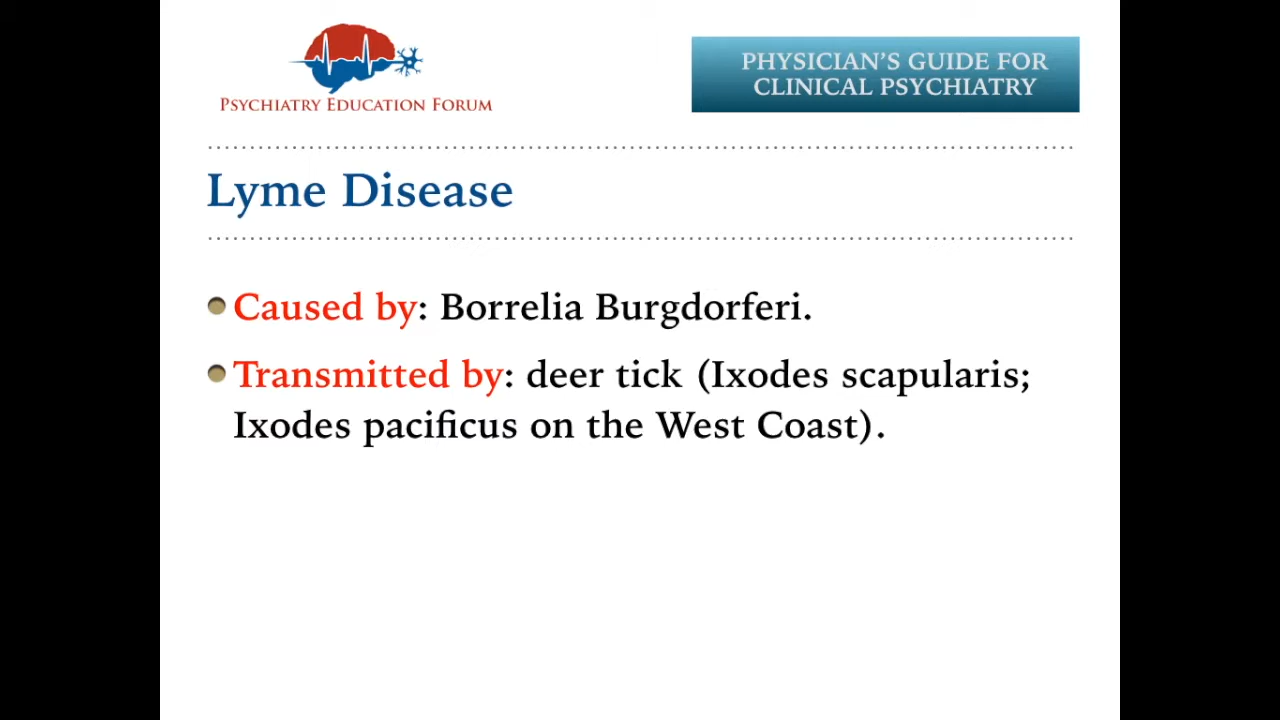 Psychiatry Education Forum
PHYSICIAN'S GUIDE FOR
CLINICAL PSYCHIATRY
Lyme Disease
Caused by: Borrelia Burgdorferi.
Transmitted by: deer tick (Ixodes scapularis;
Ixodes pacificus on the West Coast).